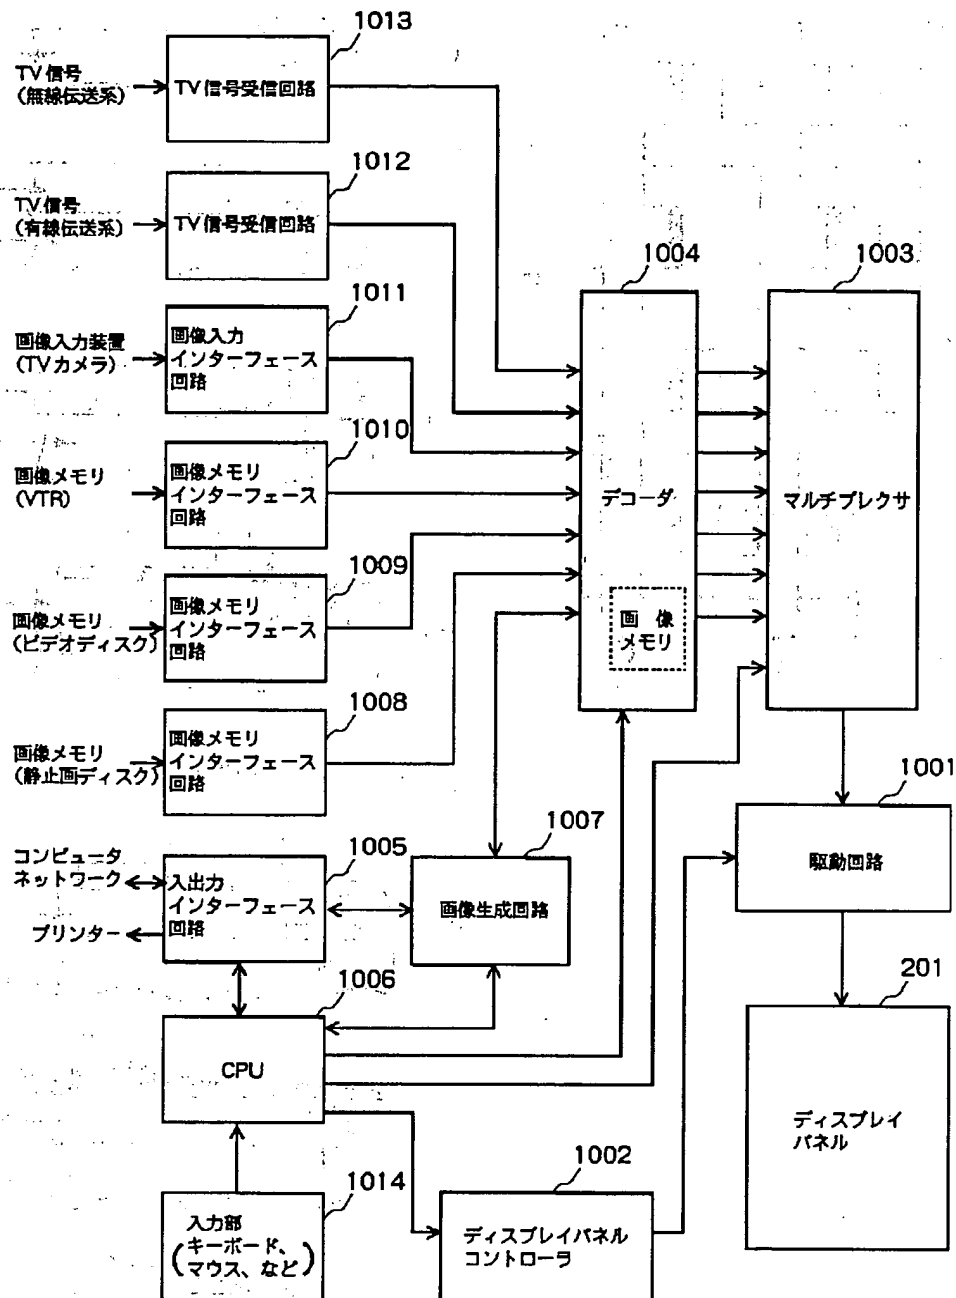 1013
TV信号
(無線伝送系)
TV信号受信回路
1012
TV信号
(有線伝送系)
TV信号受信回路
1011
画像入力装置
(TVカメラ)
画像入力
インターフェース
回路
1010
画像メモリ
(VTR)
画像メモリ
インターフェース
回路
1009
画像メモリ
(ビデオディスク)
画像メモリ
インターフェース
回路
1008
画像メモリ
(静止画ディスク)
画像メモリ
インターフェース
回路
1004
デコーダ
画像
メモリ
1003
マルチプレクサ
1001
駆動回路
1007
画像生成回路
1005
コンピュータ
ネットワーク
プリンター
入出力
インターフェース
回路
1006
CPU
201
ディスプレイ
パネル
1014
入力部
(キーボード、
マウス、など)
1002
ディスプレイパネル
コントローラ